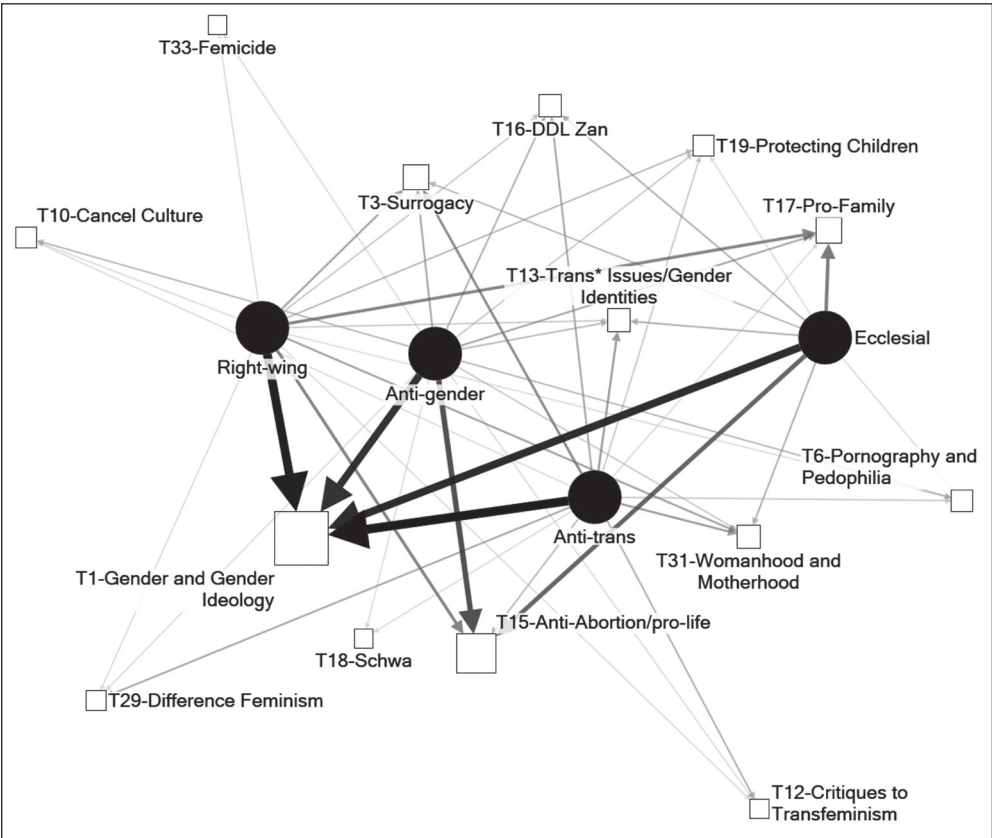 T33-Femicide
T16-DDL Zan
T19-Protecting Children
T3-Surrogacy
T10-Cancel Culture
T17-Pro-Family
T13-Trans* Issues/Gender
Identities
Right-wing
Anti-gender
Ecclesial
T6-Pornography and
Pedophilia
Anti-trans
T31-Womanhood and
Motherhood
T1-Gender and Gender
Ideology
T15-Anti-Abortion/pro-life
T18-Schwa
T29-Difference Feminism
T12-Critiques to
Transfeminism